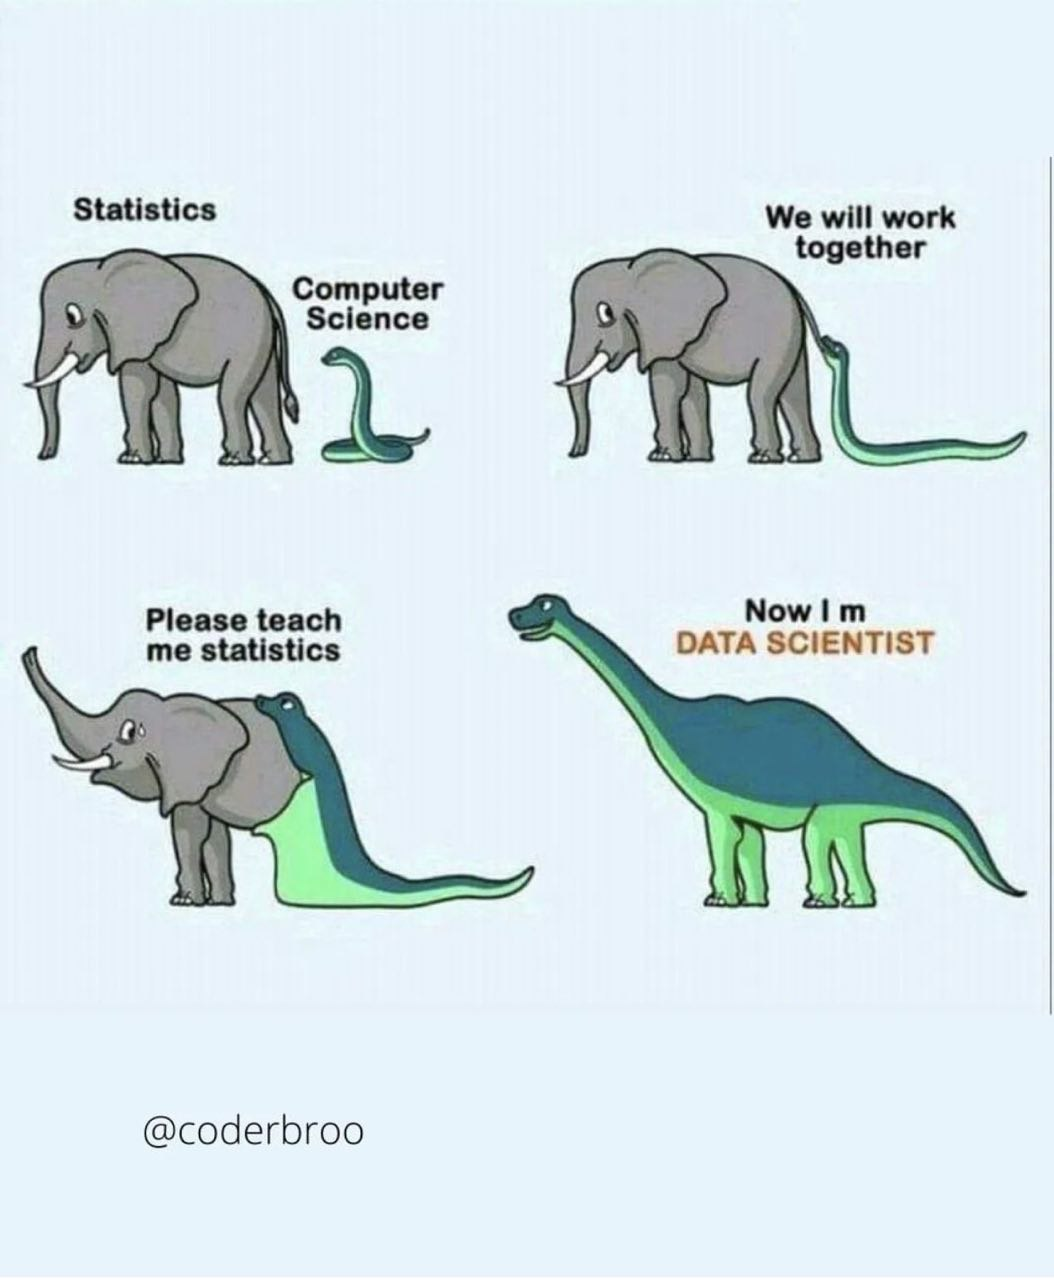 Statistics
Computer
Science
We will work
together
Please teach
me statistics
Now I m
DATA SCIENTIST
@coderbroo